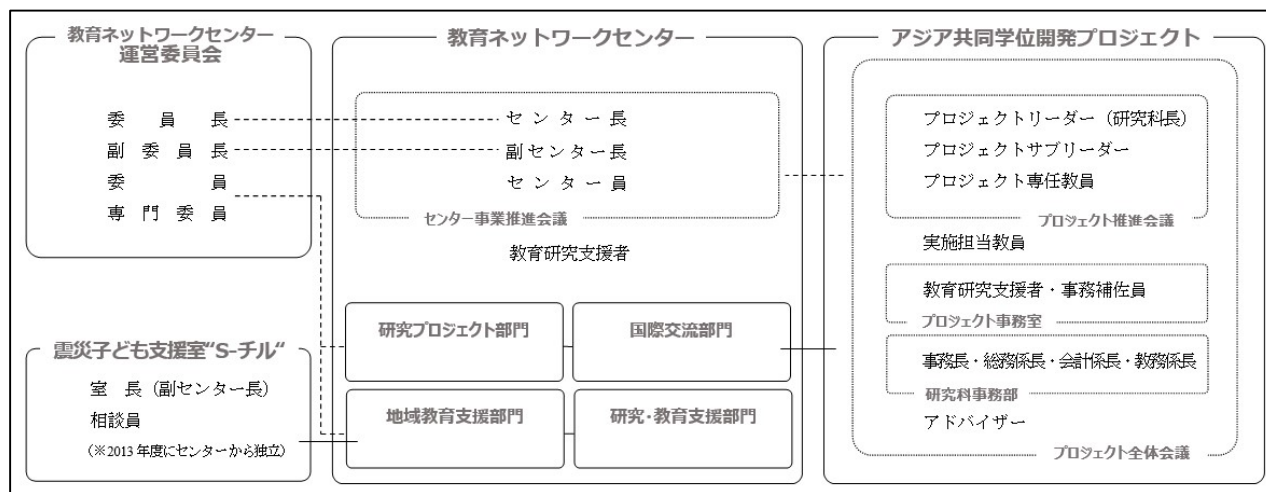 教育ネットワークセンター
運営委員会
委員長
副委員長
委員
専門委員
震災子ども支援室“S-チル“
室 長（副センター長）
相談員
（※2013 年度にセンターから独立）
教育ネットワークセンター
センター長
副センター長
センター員
センター事業推進会議
教育研究支援者
研究プロジェクト部門
国際交流部門
地域教育支援部門
研究・教育支援部門
アジア共同学位開発プロジェクト
プロジェクトリーダー（研究科長）
プロジェクトサブリーダー
プロジェクト専任教員
プロジェクト推進会議
実施担当教員
教育研究支援者・事務補佐員
プロジェクト事務室
事務長・総務係長・会計係長・教務係長
研究科事務部
アドバイザー
プロジェクト全体会議